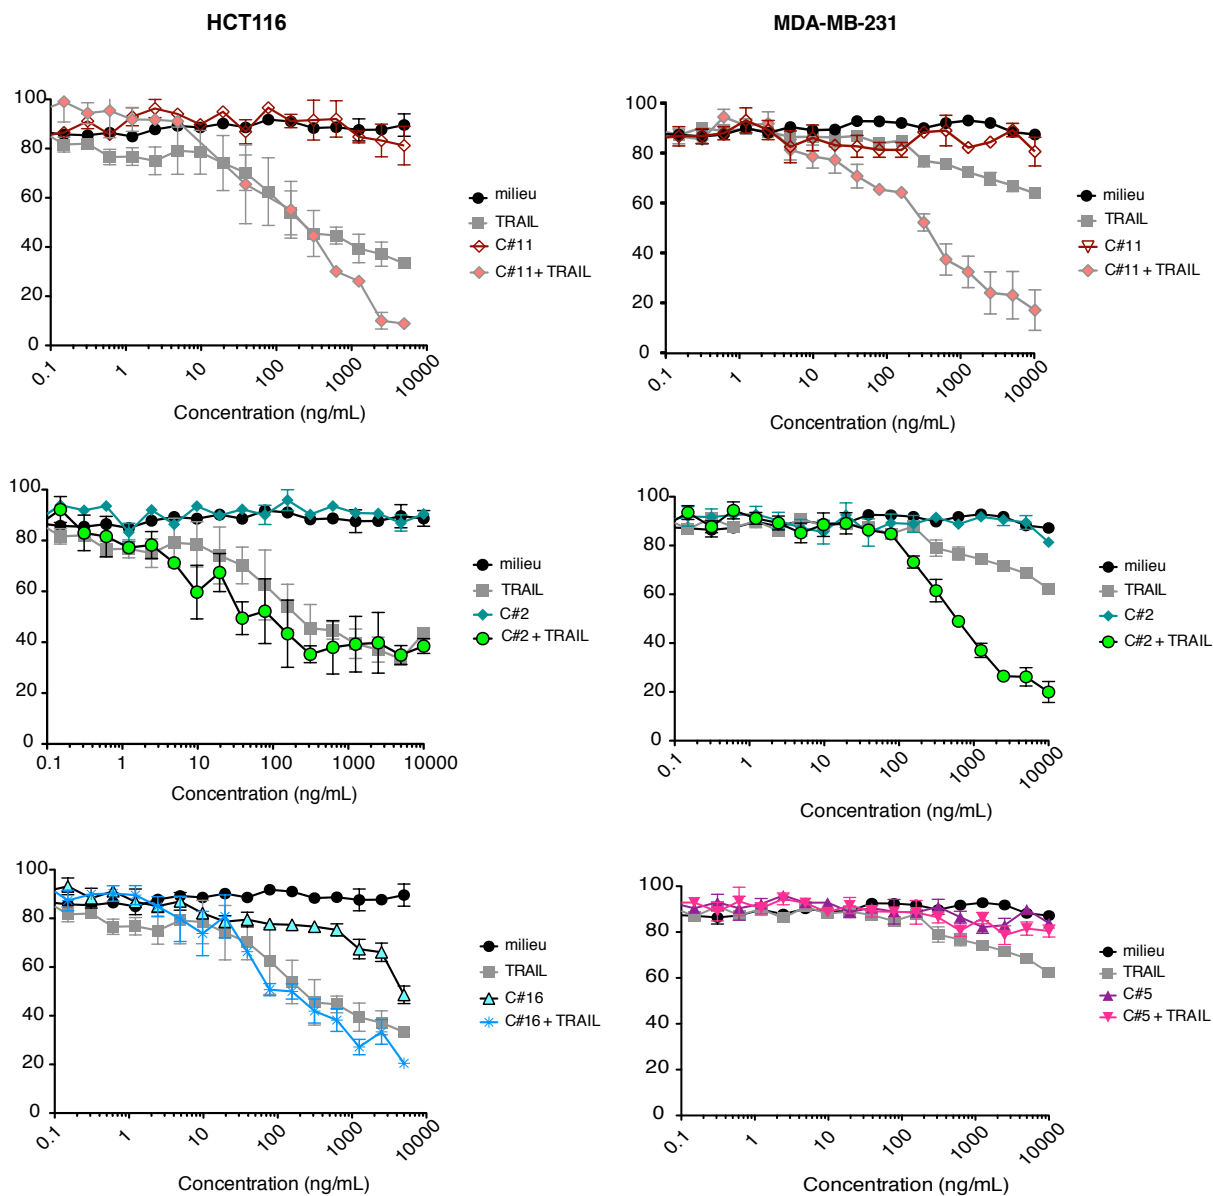 HCT116
MDA-MB-231
100
80
60
40
20
0
0.1
1
10
100
1000
10000
Concentration (ng/mL)
milieu
TRAIL
C#11
C#11 + TRAIL
100
80
60
40
20
0
0.1
1
10
100
1000
10000
Concentration (ng/mL)
milieu
TRAIL
C#11
C#11 + TRAIL
100
80
60
40
20
0
0.1
1
10
100
1000
10000
Concentration (ng/mL)
milieu
TRAIL
C#2
C#2 + TRAIL
100
80
60
40
20
0
0.1
1
10
100
1000
10000
Concentration (ng/mL)
milieu
TRAIL
C#2
C#2 + TRAIL
100
80
60
40
20
0
0.1
1
10
100
1000
10000
Concentration (ng/mL)
milieu
TRAIL
C#16
C#16 + TRAIL
100
80
60
40
20
0
0.1
1
10
100
1000
10000
Concentration (ng/mL)
milieu
TRAIL
C#5
C#5 + TRAIL